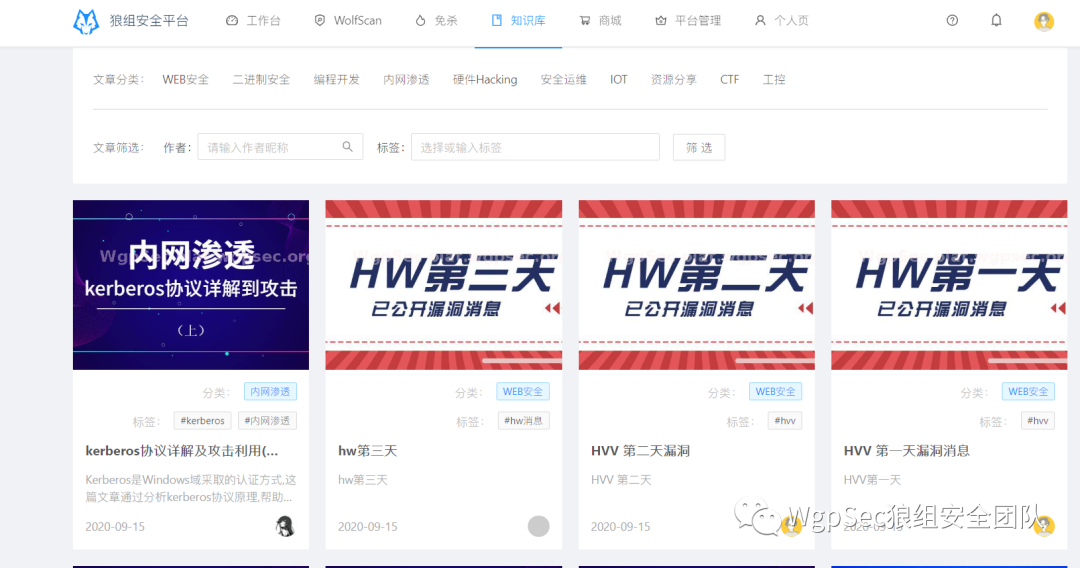 狼组安全平台 工作台 WolfScan 免杀 知识库 商城 平台管理 个人页
文章分类： WEB安全 二进制安全 编程开发 内网渗透 硬件Hacking 安全运维 IOT 资源分享 CTF 工控
文章筛选： 作者： 请输入作者昵称 标签： 选择或输入标签 筛 选
内网渗透
kerberos协议详解到攻击
（上）
分类： 内网渗透
标签： #kerberos #内网渗透
kerberos协议详解及攻击利用(...
Kerberos是Windows域采取的认证方式,这
篇文章通过分析kerberos协议原理,帮助...
2020-09-15
HW第三天
已公开漏洞消息
分类： WEB安全
标签： #hw消息
hw第三天
hw第三天
2020-09-15
HW第二天
已公开漏洞消息
分类： WEB安全
标签： #hvv
HVV 第二天漏洞
HVV 第二天
2020-09-15
HW第一天
已公开漏洞消息
分类： WEB安全
标签： #hvv
HVV 第一天漏洞消息
HVV第一天
2020-09-15
WgpSec狼组安全团队